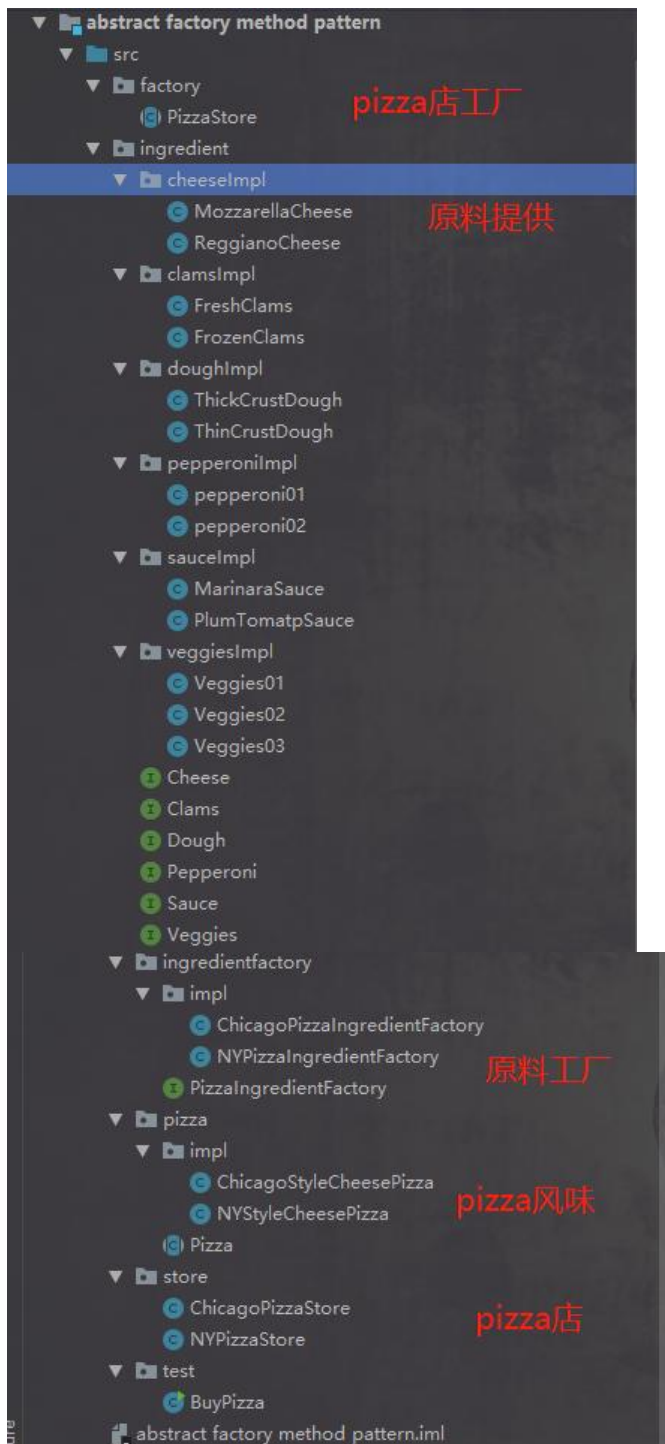 abstract factory method pattern
src
factory
pizza店工厂
PizzaStore
ingredient
cheeseImpl
MozzarellaCheese
原料提供
ReggianoCheese
clamsImpl
FreshClams
FrozenClams
doughImpl
ThickCrustDough
ThinCrustDough
pepperoniImpl
pepperoni01
pepperoni02
sauceImpl
MarinaraSauce
PlumTomatpSauce
veggiesImpl
Veggies01
Veggies02
Veggies03
Cheese
Clams
Dough
Pepperoni
Sauce
Veggies
ingredientfactory
impl
ChicagoPizzaIngredientFactory
NYPizzaIngredientFactory
原料工厂
PizzaIngredientFactory
pizza
impl
ChicagoStyleCheesePizza
pizza风味
NYStyleCheesePizza
Pizza
store
ChicagoPizzaStore
pizza店
NYPizzaStore
test
BuyPizza
abstract factory method pattern.iml